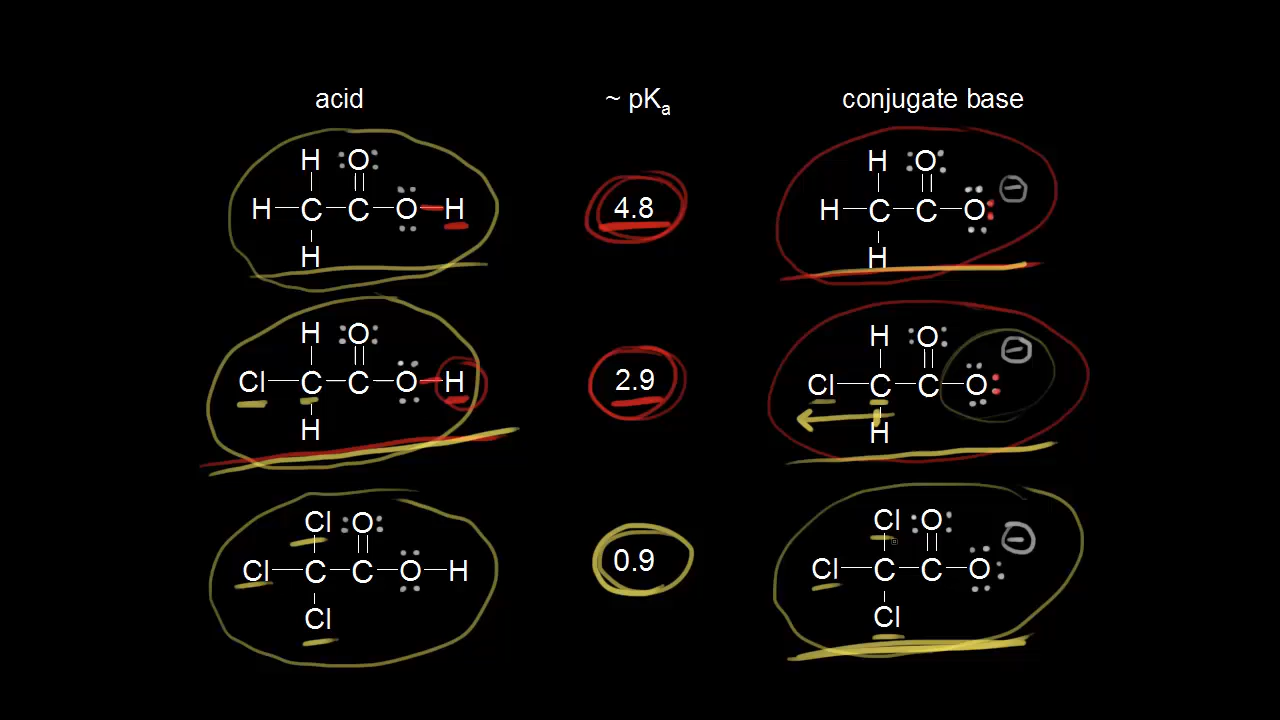 acid ~ pKa conjugate base
H :O: H :O: ⊖
H—C—C—O—H 4.8 H—C—C—O:
H H
H :O: H :O: ⊖
Cl—C—C—O—H 2.9 Cl—C—C—O:
H H
Cl :O: Cl :O: ⊖
Cl—C—C—O—H 0.9 Cl—C—C—O:
Cl Cl